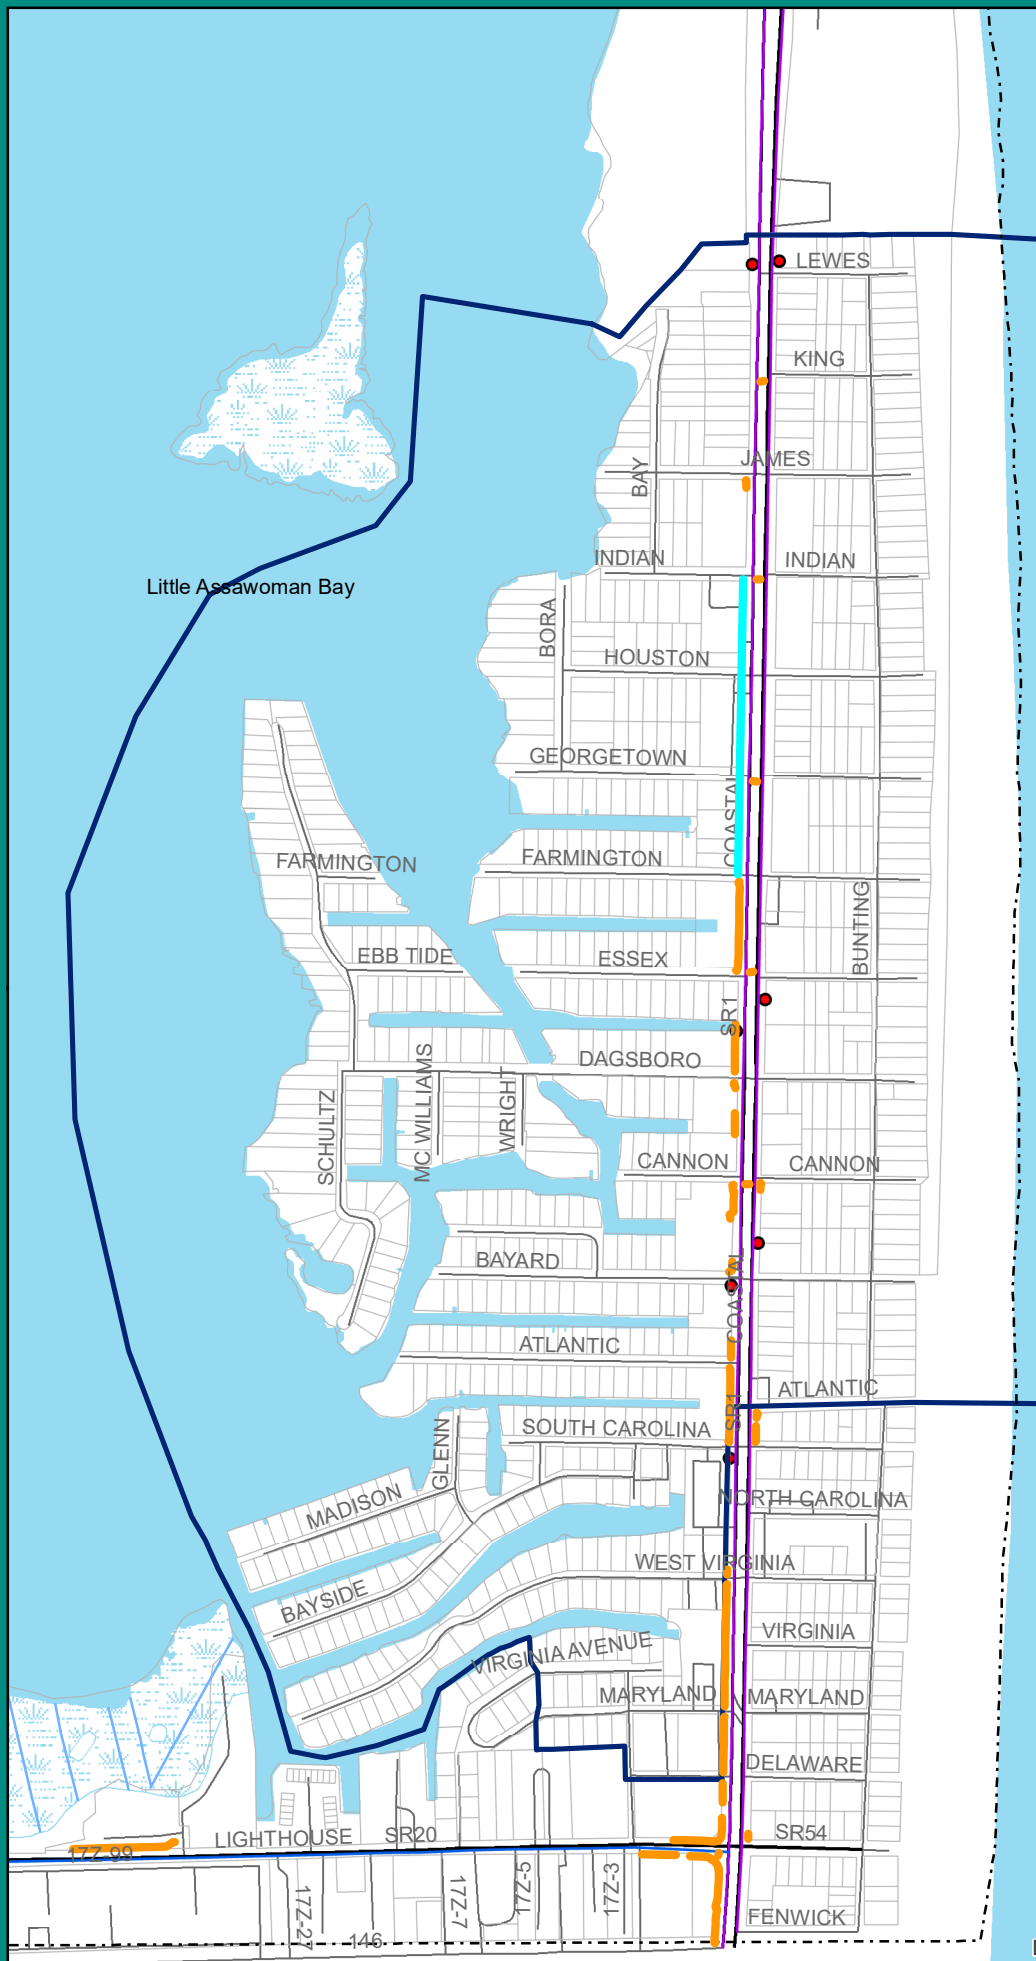 LEWES
KING
JAMES
BAY
INDIAN
INDIAN
Little Assawoman Bay
BORA
HOUSTON
GEORGETOWN
COASTAL
FARMINGTON
FARMINGTON
BUNTING
EBB TIDE
ESSEX
SR1
DAGSBORO
MC WILLIAMS
WRIGHT
SCHULTZ
CANNON
CANNON
BAYARD
COASTAL
ATLANTIC
ATLANTIC
SR1
SOUTH CAROLINA
GLENN
MADISON
NORTH CAROLINA
WEST VIRGINIA
BAYSIDE
VIRGINIA
VIRGINIA AVENUE
MARYLAND
MARYLAND
DELAWARE
LIGHTHOUSE
SR20
SR54
17Z-99
17Z-27
17Z-7
17Z-5
17Z-3
FENWICK
146